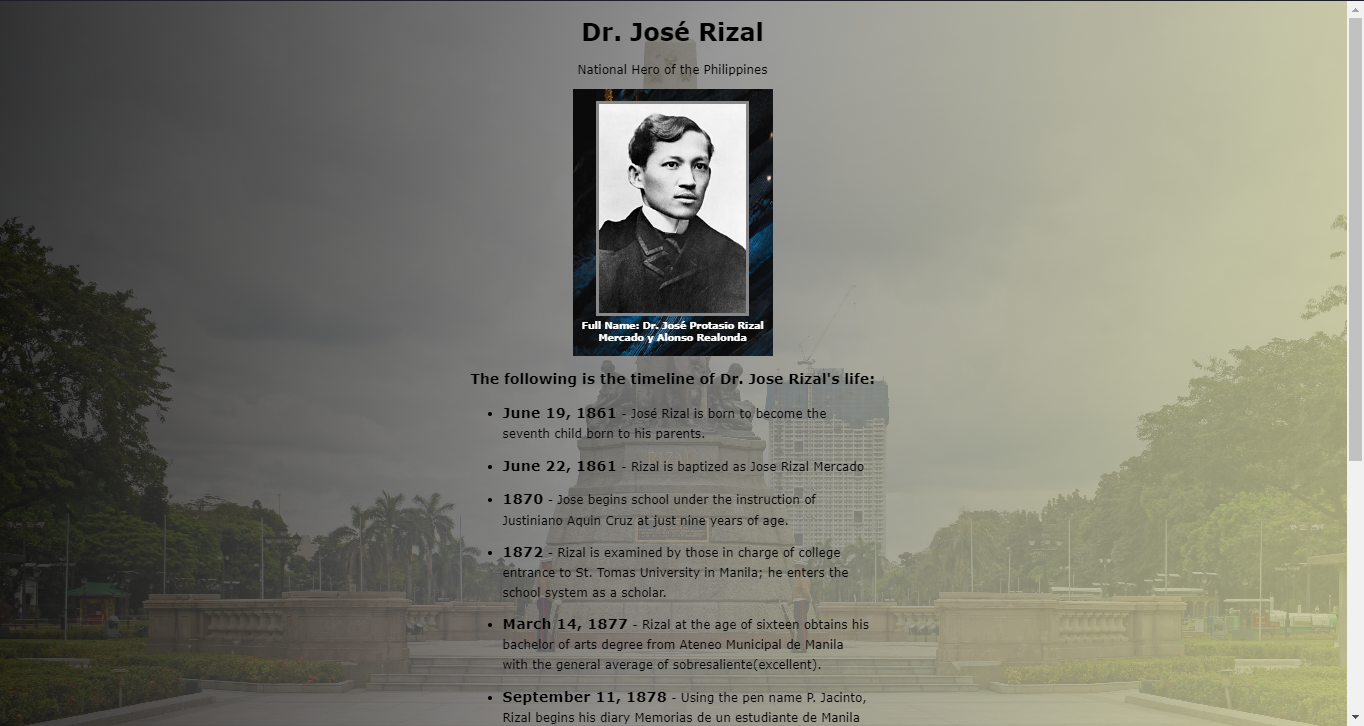 Dr. José Rizal
National Hero of the Philippines
Full Name: Dr. José Protasio Rizal
Mercado y Alonso Realonda
The following is the timeline of Dr. Jose Rizal's life:
• June 19, 1861 - José Rizal is born to become the
seventh child born to his parents.
• June 22, 1861 - Rizal is baptized as Jose Rizal Mercado
• 1870 - Jose begins school under the instruction of
Justiniano Aquin Cruz at just nine years of age.
• 1872 - Rizal is examined by those in charge of college
entrance to St. Tomas University in Manila; he enters the
school system as a scholar.
• March 14, 1877 - Rizal at the age of sixteen obtains his
bachelor of arts degree from Ateneo Municipal de Manila
with the general average of sobresaliente(excellent).
• September 11, 1878 - Using the pen name P. Jacinto,
Rizal begins his diary Memorias de un estudiante de Manila